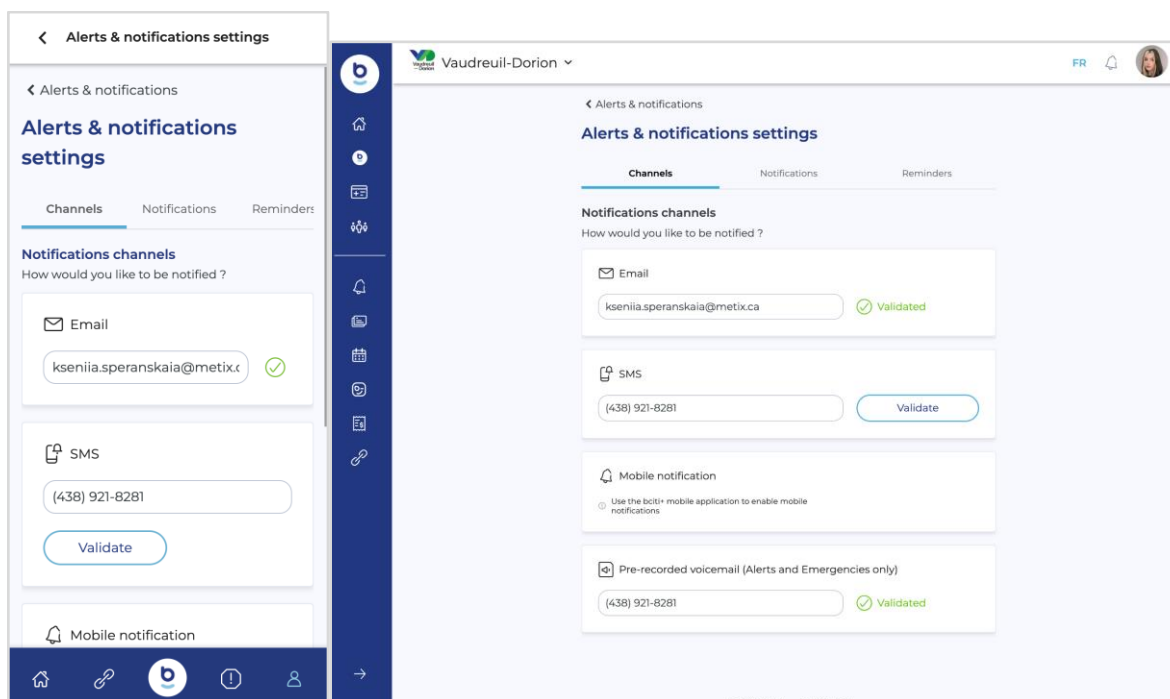 Alerts & notifications settings
Alerts & notifications
Alerts & notifications
settings
Channels Notifications Reminders
Notifications channels
How would you like to be notified ?
Email
kseniia.speranskaia@metix.c
SMS
(438) 921-8281
Validate
Mobile notification
Vaudreuil-Dorion
FR
Alerts & notifications
Alerts & notifications settings
Channels Notifications Reminders
Notifications channels
How would you like to be notified ?
Email
kseniia.speranskaia@metix.ca
Validated
SMS
(438) 921-8281
Validate
Mobile notification
Use the bciti+ mobile application to enable mobile
notifications
Pre-recorded voicemail (Alerts and Emergencies only)
(438) 921-8281
Validated